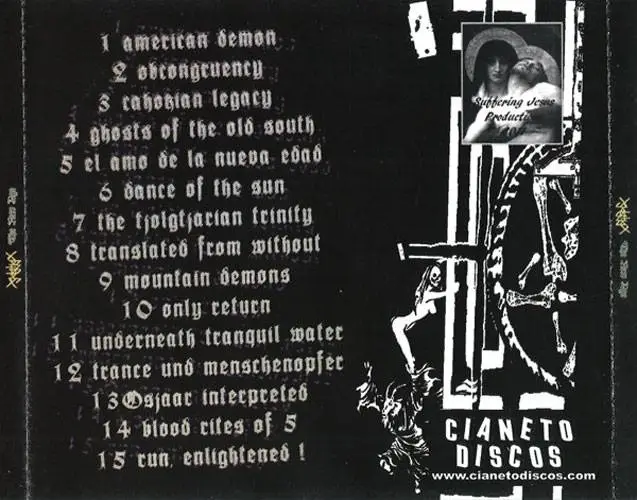 1 american demon
2 obcongruency
3 cahokian legacy
4 ghosts of the old south
5 el amo de la nueva edad
6 dance of the sun
7 the tjolgtjarian trinity
8 translated from without
9 mountain demons
10 only return
11 underneath tranquil water
12 trance und menschenopfer
13 Osjaar interpreted
14 blood rites of 5
15 run, enlightened !
Suffering Jesus
CIANETO
DISCOS
www.cianetodiscos.com